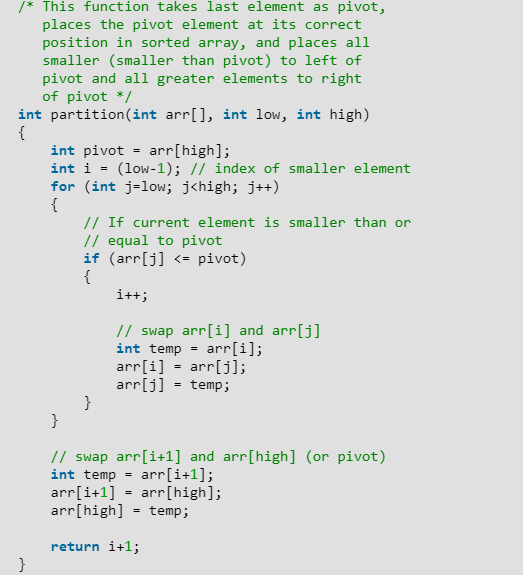 /* This function takes last element as pivot,
   places the pivot element at its correct
   position in sorted array, and places all
   smaller (smaller than pivot) to left of
   pivot and all greater elements to right
   of pivot */
int partition(int arr[], int low, int high)
{
    int pivot = arr[high];
    int i = (low-1); // index of smaller element
    for (int j=low; j<high; j++)
    {
        // If current element is smaller than or
        // equal to pivot
        if (arr[j] <= pivot)
        {
            i++;

            // swap arr[i] and arr[j]
            int temp = arr[i];
            arr[i] = arr[j];
            arr[j] = temp;
        }
    }

    // swap arr[i+1] and arr[high] (or pivot)
    int temp = arr[i+1];
    arr[i+1] = arr[high];
    arr[high] = temp;

    return i+1;
}